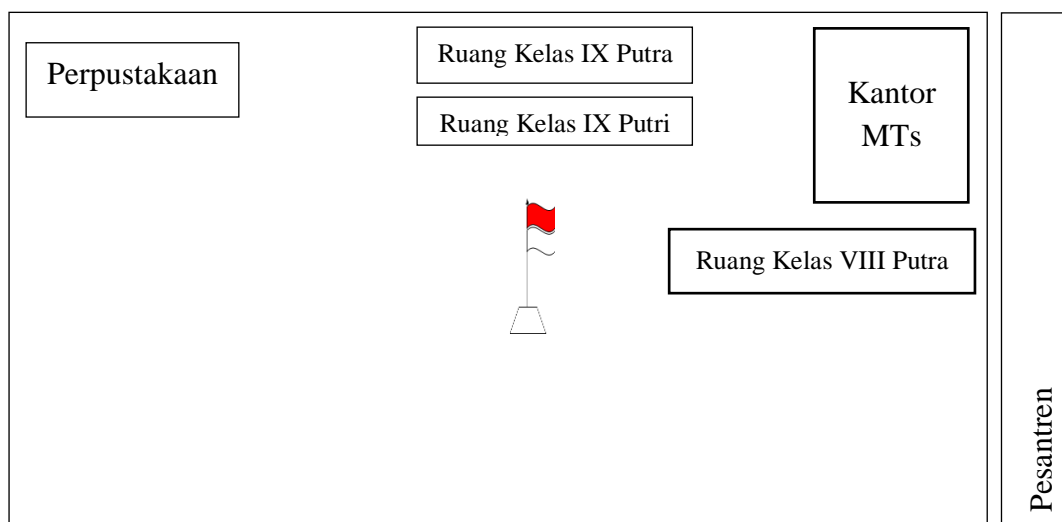 Perpustakaan
Ruang Kelas IX Putra
Ruang Kelas IX Putri
Kantor
MTs
Ruang Kelas VIII Putra
Pesantren